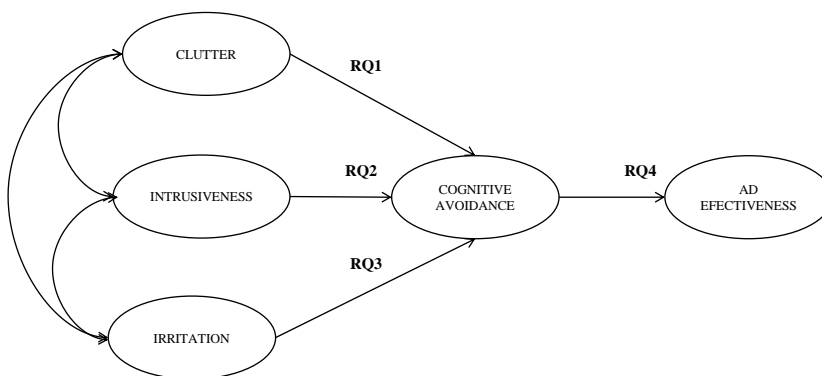 CLUTTER
RQ1
INTRUSIVENESS
RQ2
COGNITIVE
AVOIDANCE
RQ4
AD
EFECTIVENESS
RQ3
IRRITATION